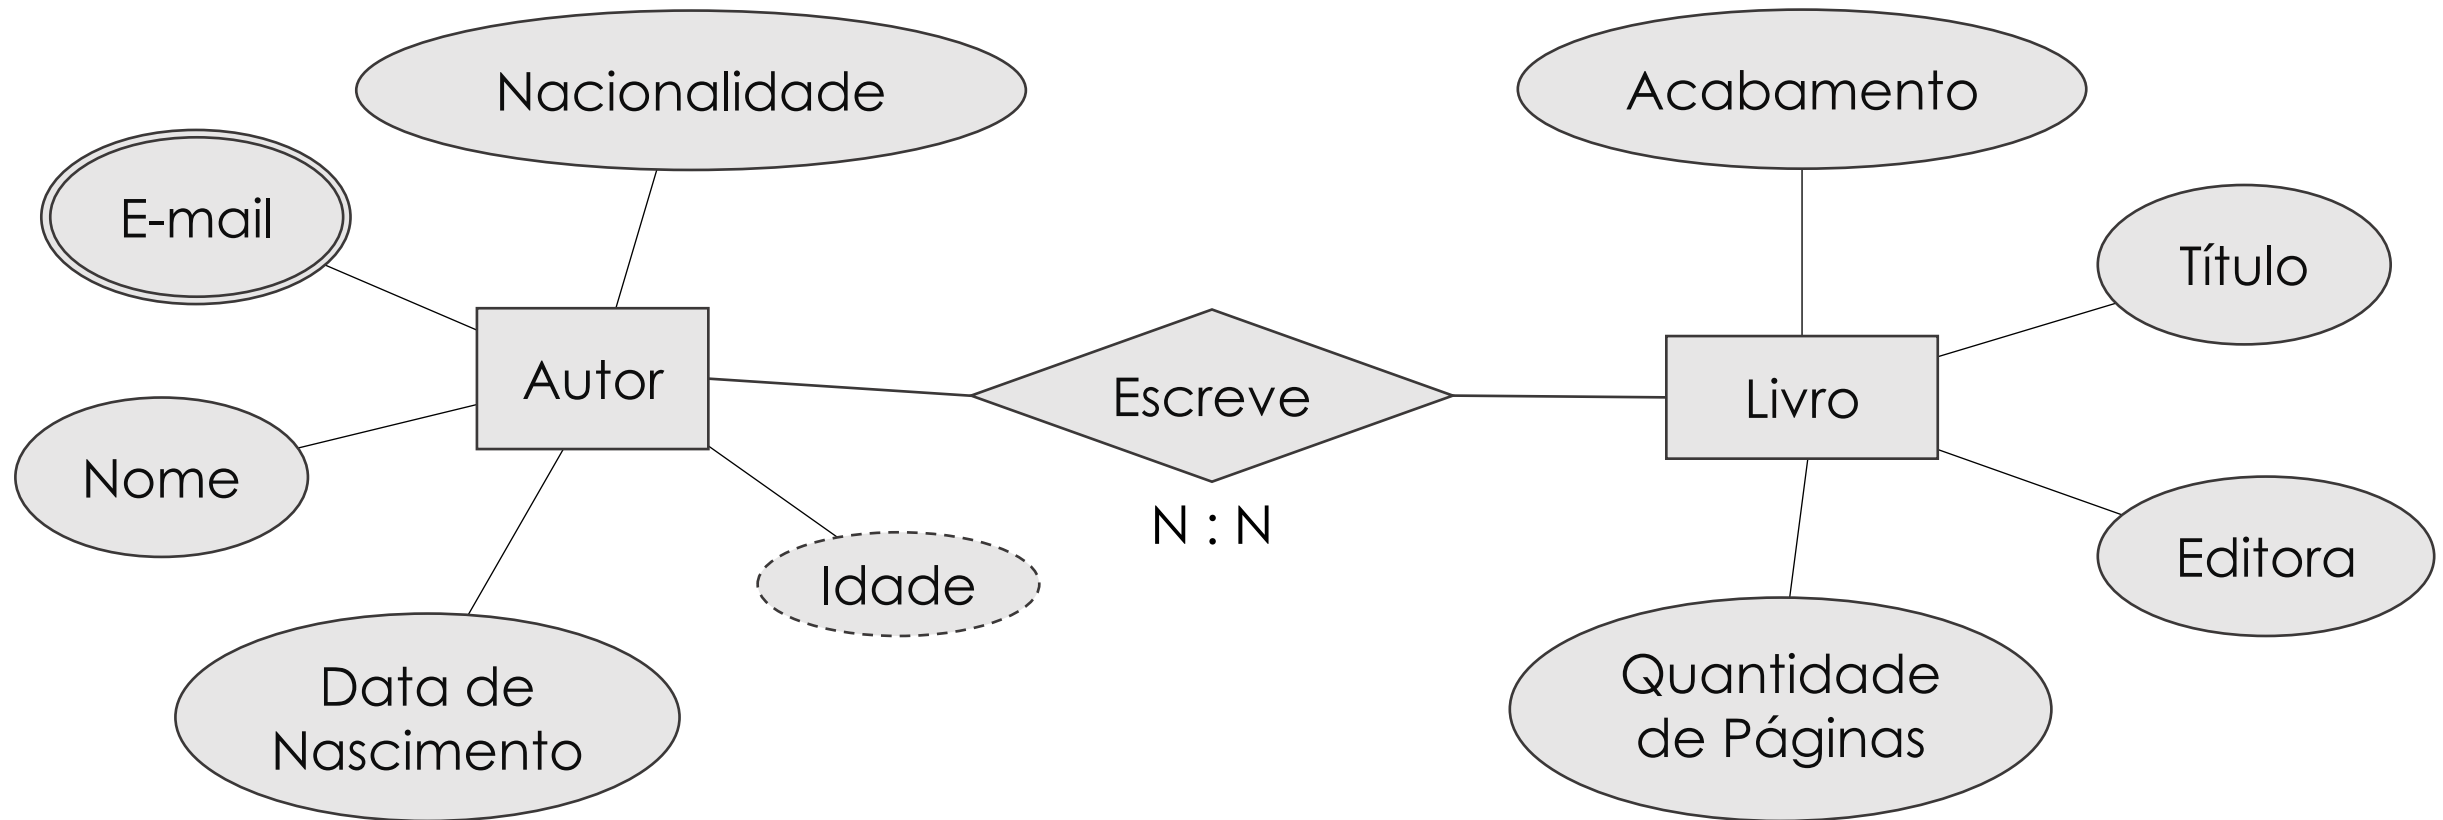 Nacionalidade
Acabamento
E-mail
Título
Autor
Escreve
Livro
Nome
N : N
Idade
Editora
Data de
Nascimento
Quantidade
de Páginas